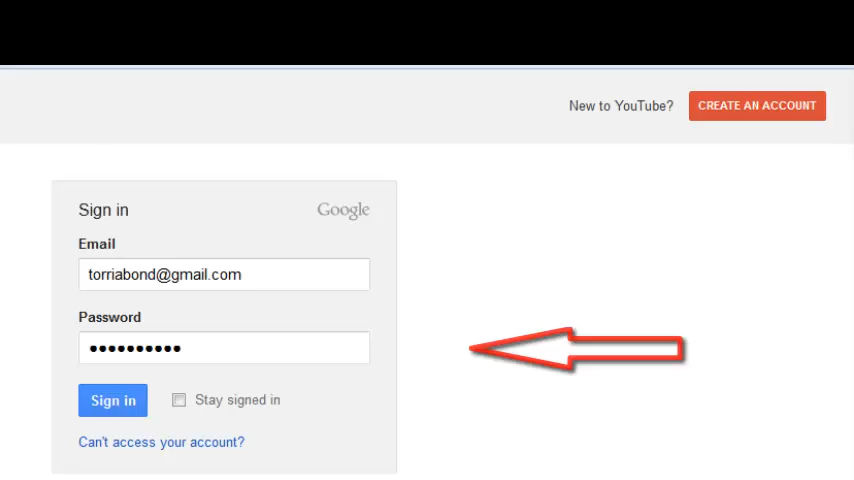 New to YouTube? CREATE AN ACCOUNT
Sign in Google
Email
torriabond@gmail.com
Password
●●●●●●●●●●
Sign in Stay signed in
Can't access your account?